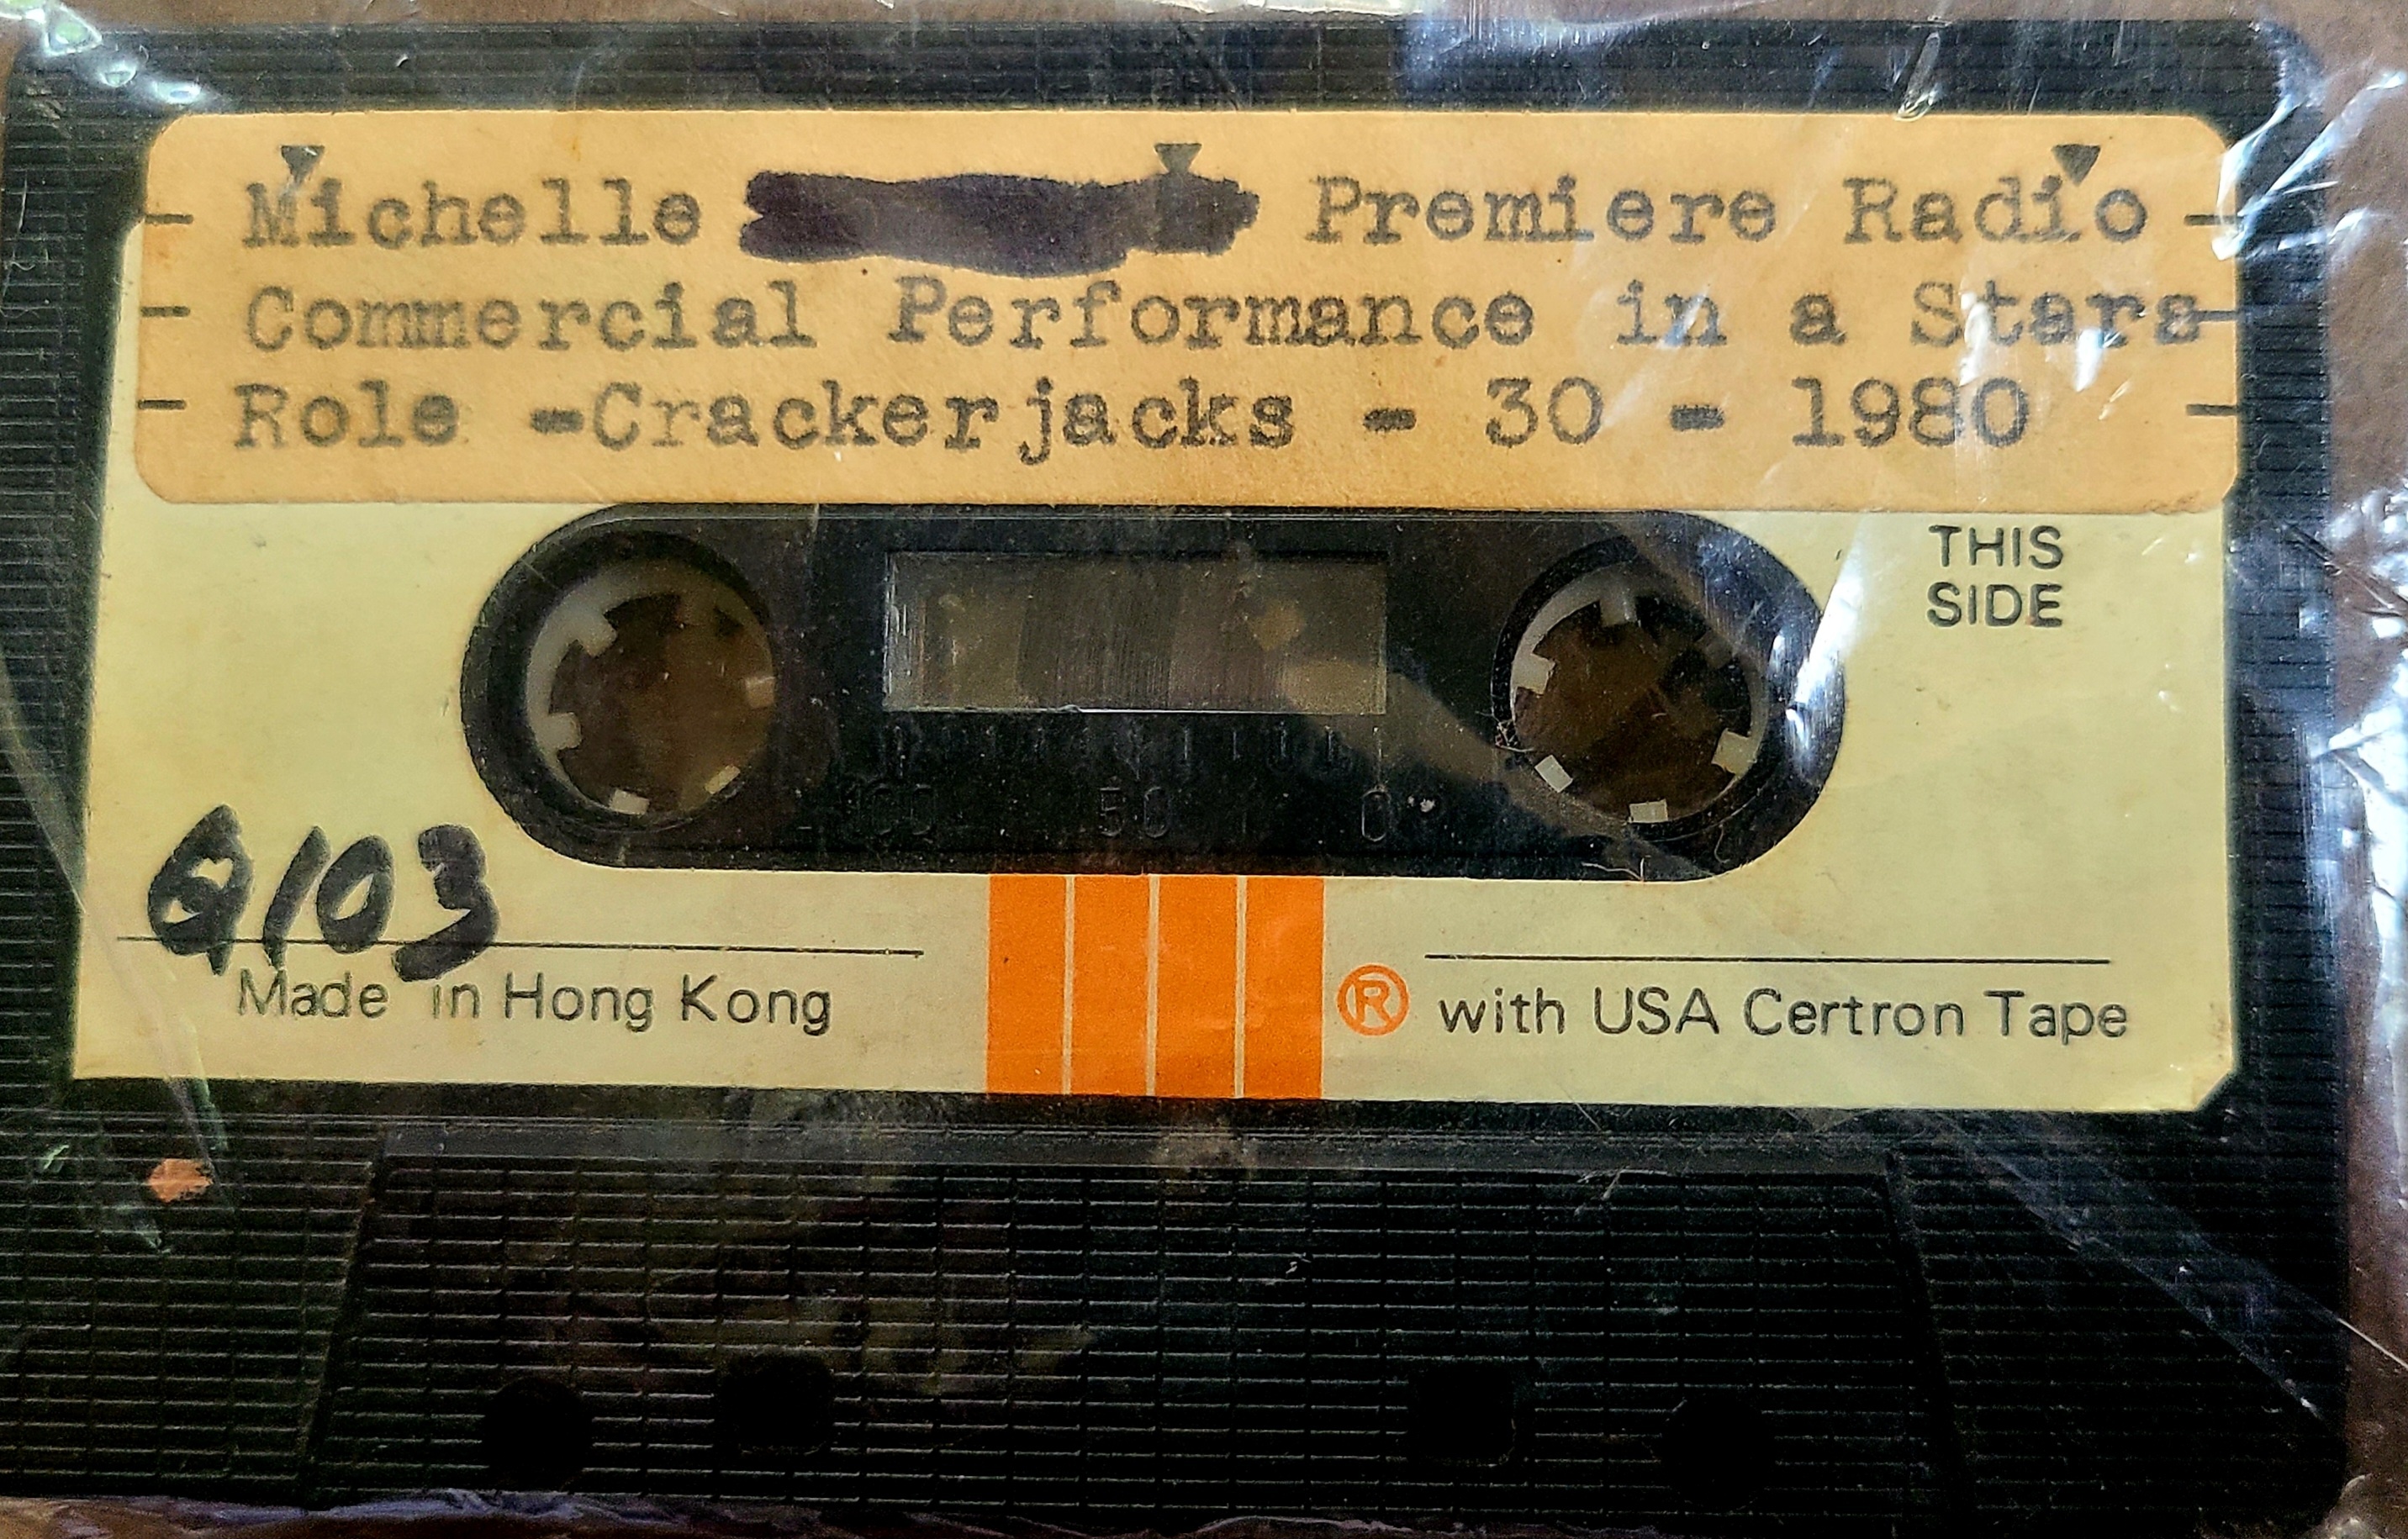 Michelle Premiere Radio
Commercial Performance in a Stars
Role -Crackerjacks - 30 - 1980
THIS
SIDE
100 50 0
Q103
Made in Hong Kong
® with USA Certron Tape